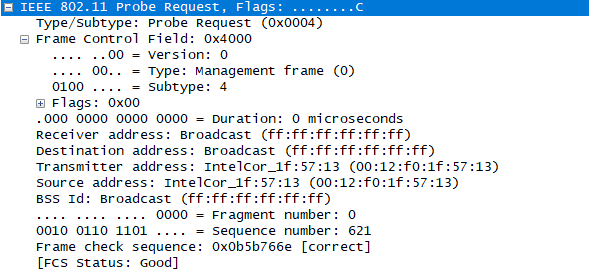 IEEE 802.11 Probe Request, Flags: ........C
Type/Subtype: Probe Request (0x0004)
Frame Control Field: 0x4000
.... ..00 = Version: 0
.... 00.. = Type: Management frame (0)
0100 .... = Subtype: 4
Flags: 0x00
.000 0000 0000 0000 = Duration: 0 microseconds
Receiver address: Broadcast (ff:ff:ff:ff:ff:ff)
Destination address: Broadcast (ff:ff:ff:ff:ff:ff)
Transmitter address: IntelCor_1f:57:13 (00:12:f0:1f:57:13)
Source address: IntelCor_1f:57:13 (00:12:f0:1f:57:13)
BSS Id: Broadcast (ff:ff:ff:ff:ff:ff)
.... .... .... 0000 = Fragment number: 0
0010 0110 1101 .... = Sequence number: 621
Frame check sequence: 0x0b5b766e [correct]
[FCS Status: Good]